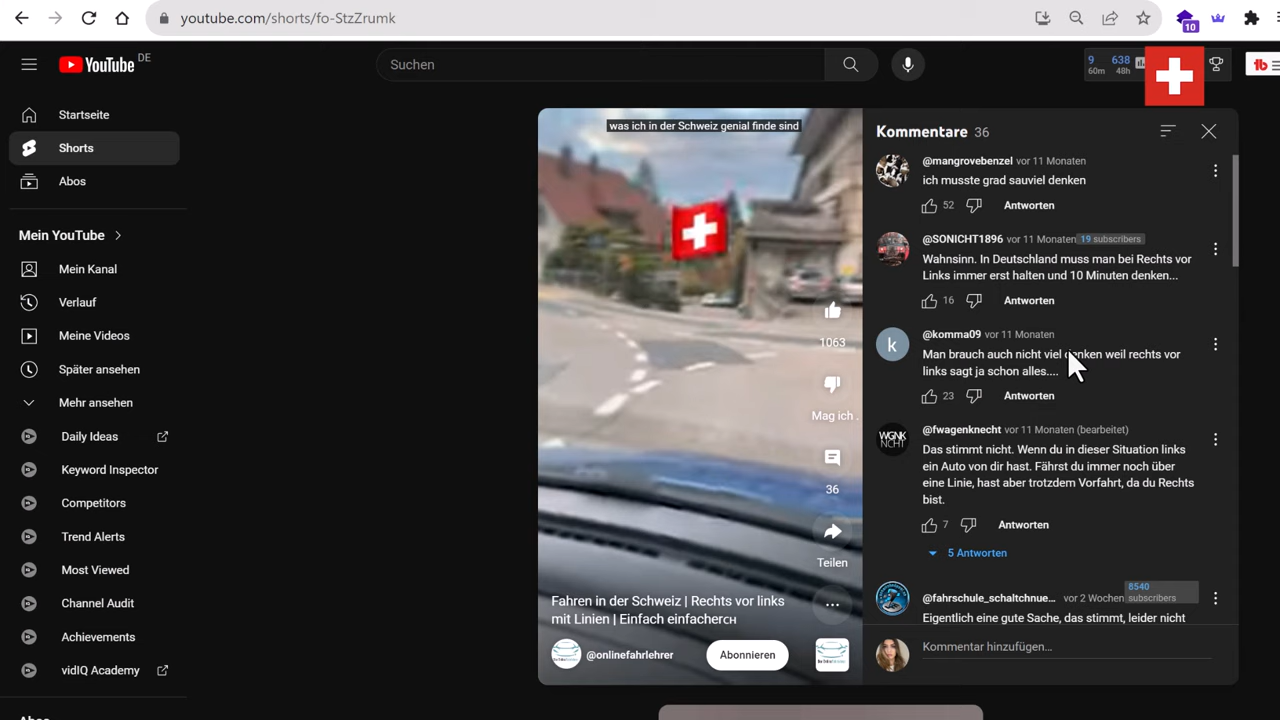 youtube.com/shorts/fo-StzZrumk
10
YouTube DE
Suchen
9 638
60m 48h
Startseite
Shorts
Abos
Mein YouTube
Mein Kanal
Verlauf
Meine Videos
Später ansehen
Mehr ansehen
Daily Ideas
Keyword Inspector
Competitors
Trend Alerts
Most Viewed
Channel Audit
Achievements
vidIQ Academy
was ich in der Schweiz genial finde sind
1063
Mag ich .
36
Teilen
Fahren in der Schweiz | Rechts vor links
mit Linien | Einfach einfacherᴄʜ
@onlinefahrlehrer
Abonnieren
Kommentare 36
@mangrovebenzel vor 11 Monaten
ich musste grad sauviel denken
52 Antworten
@SONICHT1896 vor 11 Monaten 19 subscribers
Wahnsinn. In Deutschland muss man bei Rechts vor
Links immer erst halten und 10 Minuten denken...
16 Antworten
k
@komma09 vor 11 Monaten
Man brauch auch nicht viel denken weil rechts vor
links sagt ja schon alles....
23 Antworten
WGNK
NCHT
@fwagenknecht vor 11 Monaten (bearbeitet)
Das stimmt nicht. Wenn du in dieser Situation links
ein Auto von dir hast. Fährst du immer noch über
eine Linie, hast aber trotzdem Vorfahrt, da du Rechts
bist.
7 Antworten
5 Antworten
@fahrschule_schaltchnue... vor 2 Wochen 8540
subscribers
Eigentlich eine gute Sache, das stimmt, leider nicht
Kommentar hinzufügen...